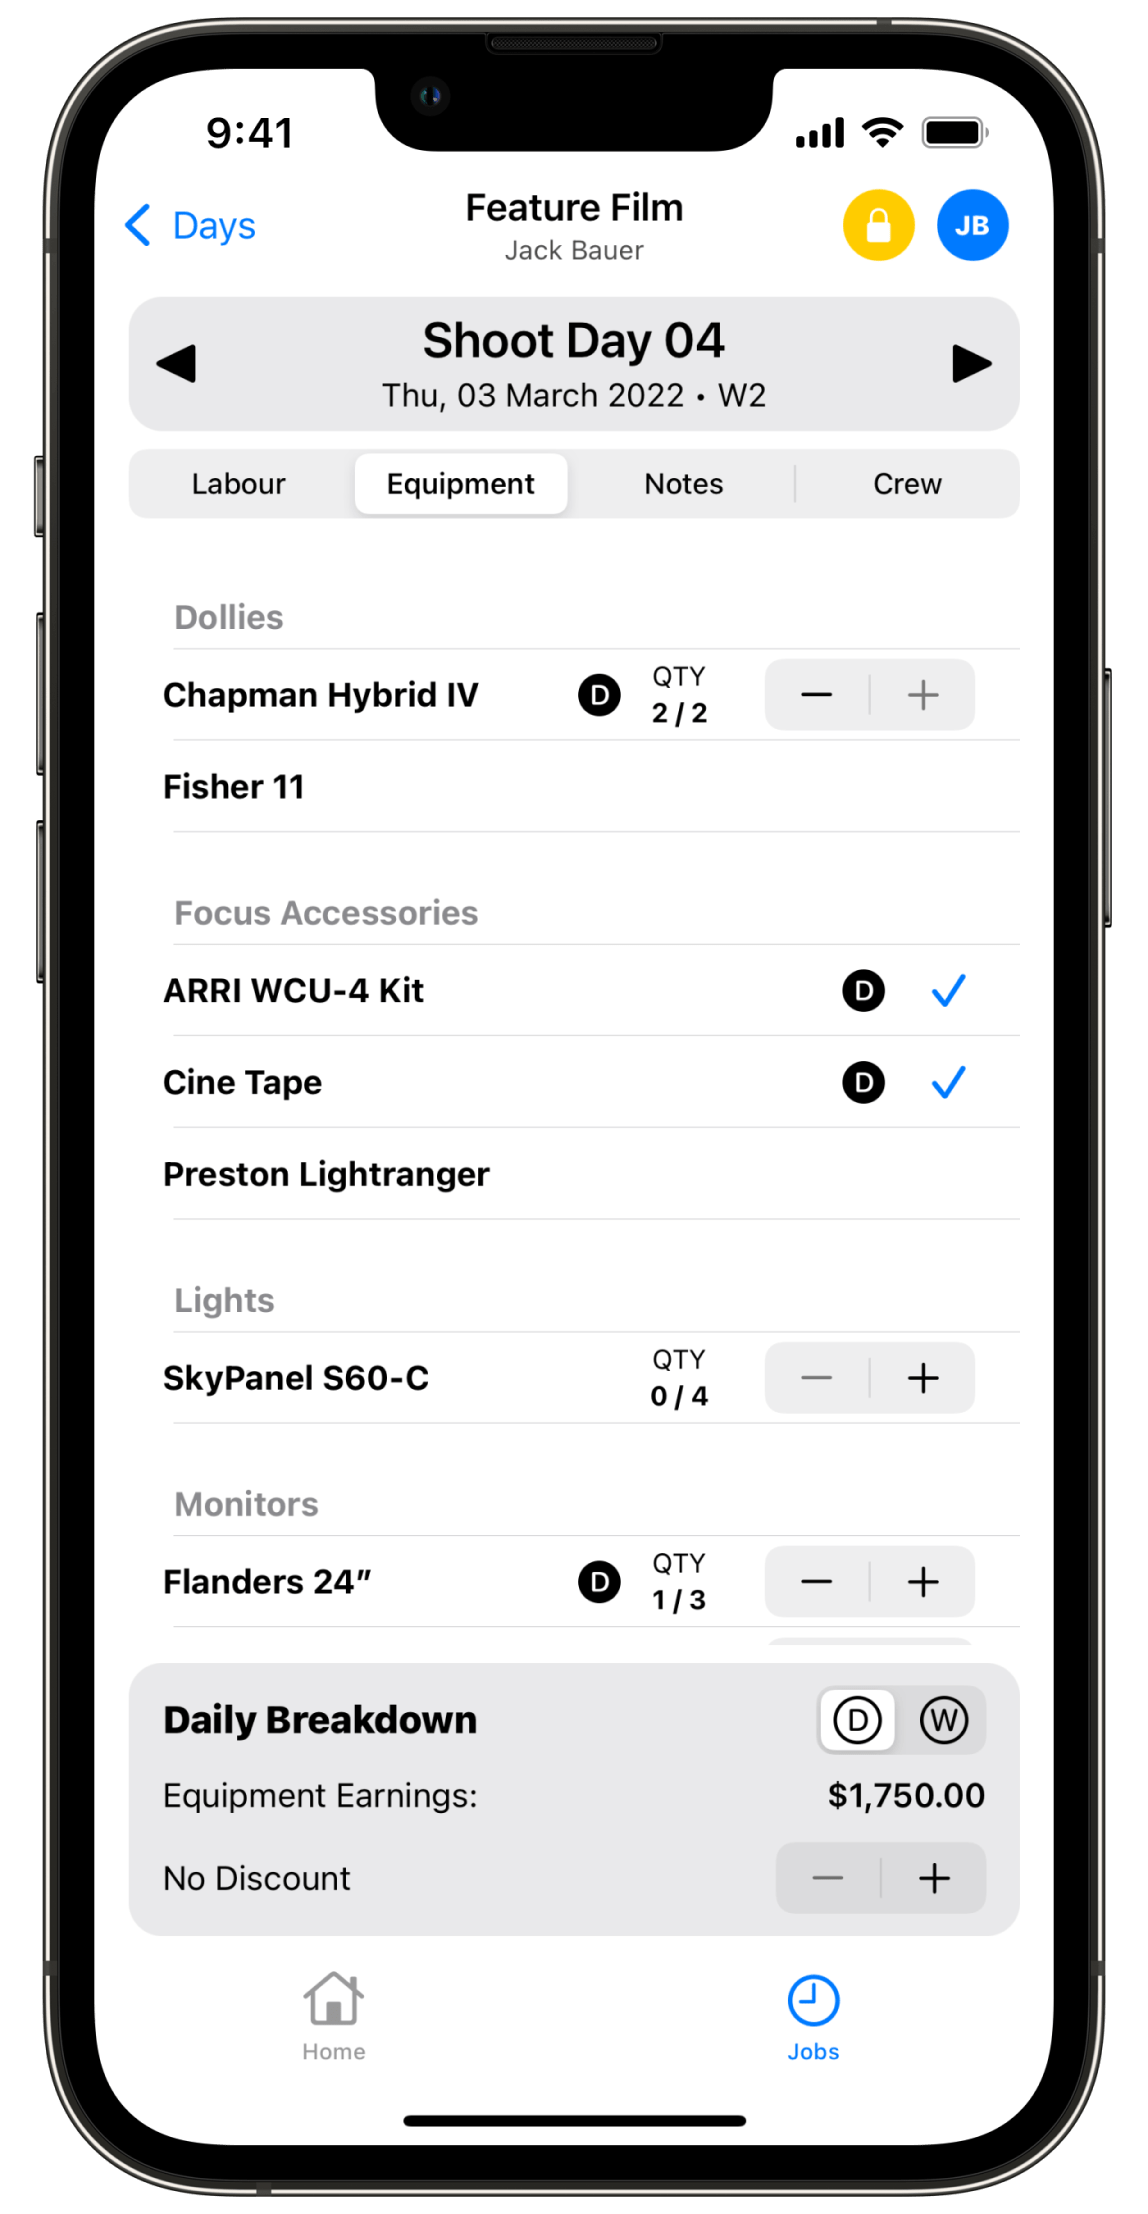 9:41
Days
Feature Film
Jack Bauer
JB
Shoot Day 04
Thu, 03 March 2022 • W2
Labour
Equipment
Notes
Crew
Dollies
Chapman Hybrid IV
D
QTY
2 / 2
Fisher 11
Focus Accessories
ARRI WCU-4 Kit
D
Cine Tape
D
Preston Lightranger
Lights
SkyPanel S60-C
QTY
0 / 4
Monitors
Flanders 24”
D
QTY
1 / 3
Daily Breakdown
D
W
Equipment Earnings:
$1,750.00
No Discount
Home
Jobs